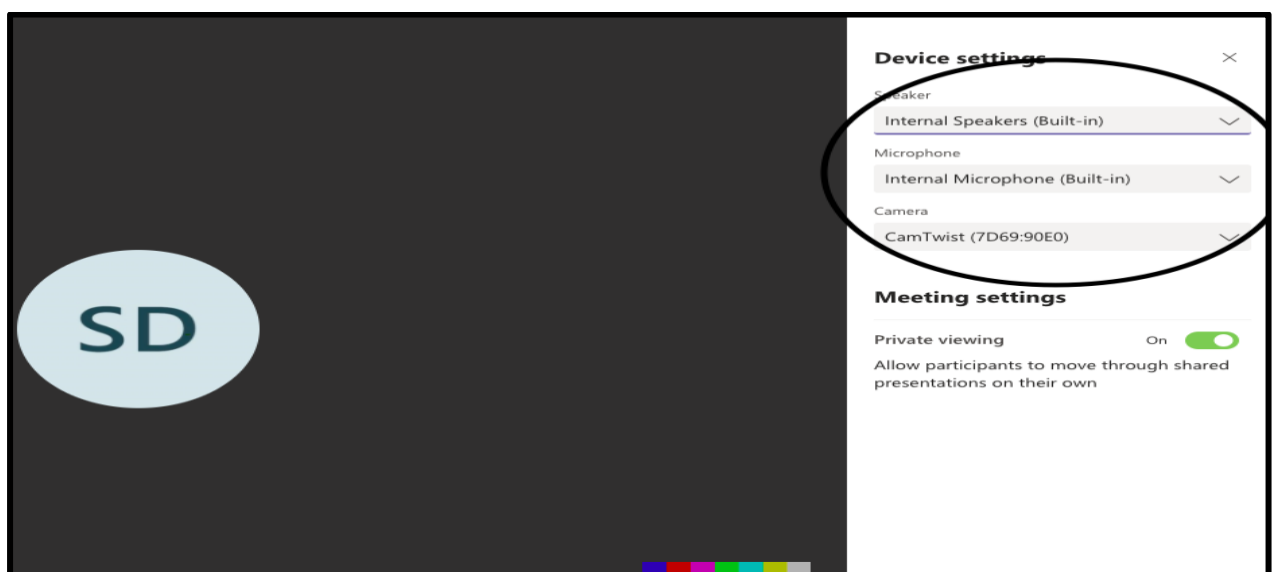 Device settings
Speaker
Internal Speakers (Built-in)
Microphone
Internal Microphone (Built-in)
Camera
CamTwist (7D69:90E0)
SD
Meeting settings
Private viewing On
Allow participants to move through shared
presentations on their own